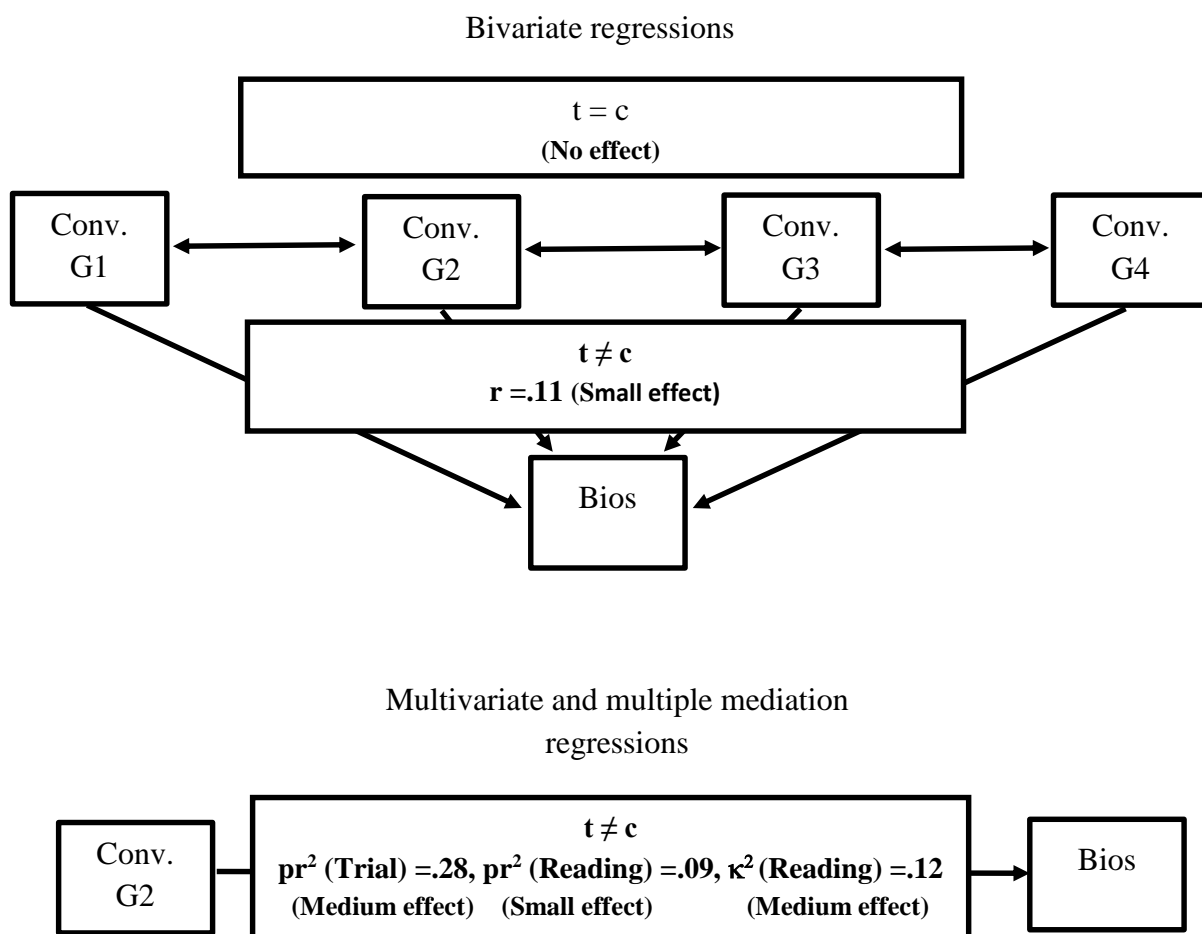 Bivariate regressions
t = c
(No effect)
Conv.
G1
Conv.
G2
Conv.
G3
Conv.
G4
t ≠ c
r =.11 (Small effect)
Bios
Multivariate and multiple mediation
regressions
Conv.
G2
t ≠ c
pr² (Trial) =.28, pr² (Reading) =.09, κ² (Reading) =.12
(Medium effect) (Small effect) (Medium effect)
Bios